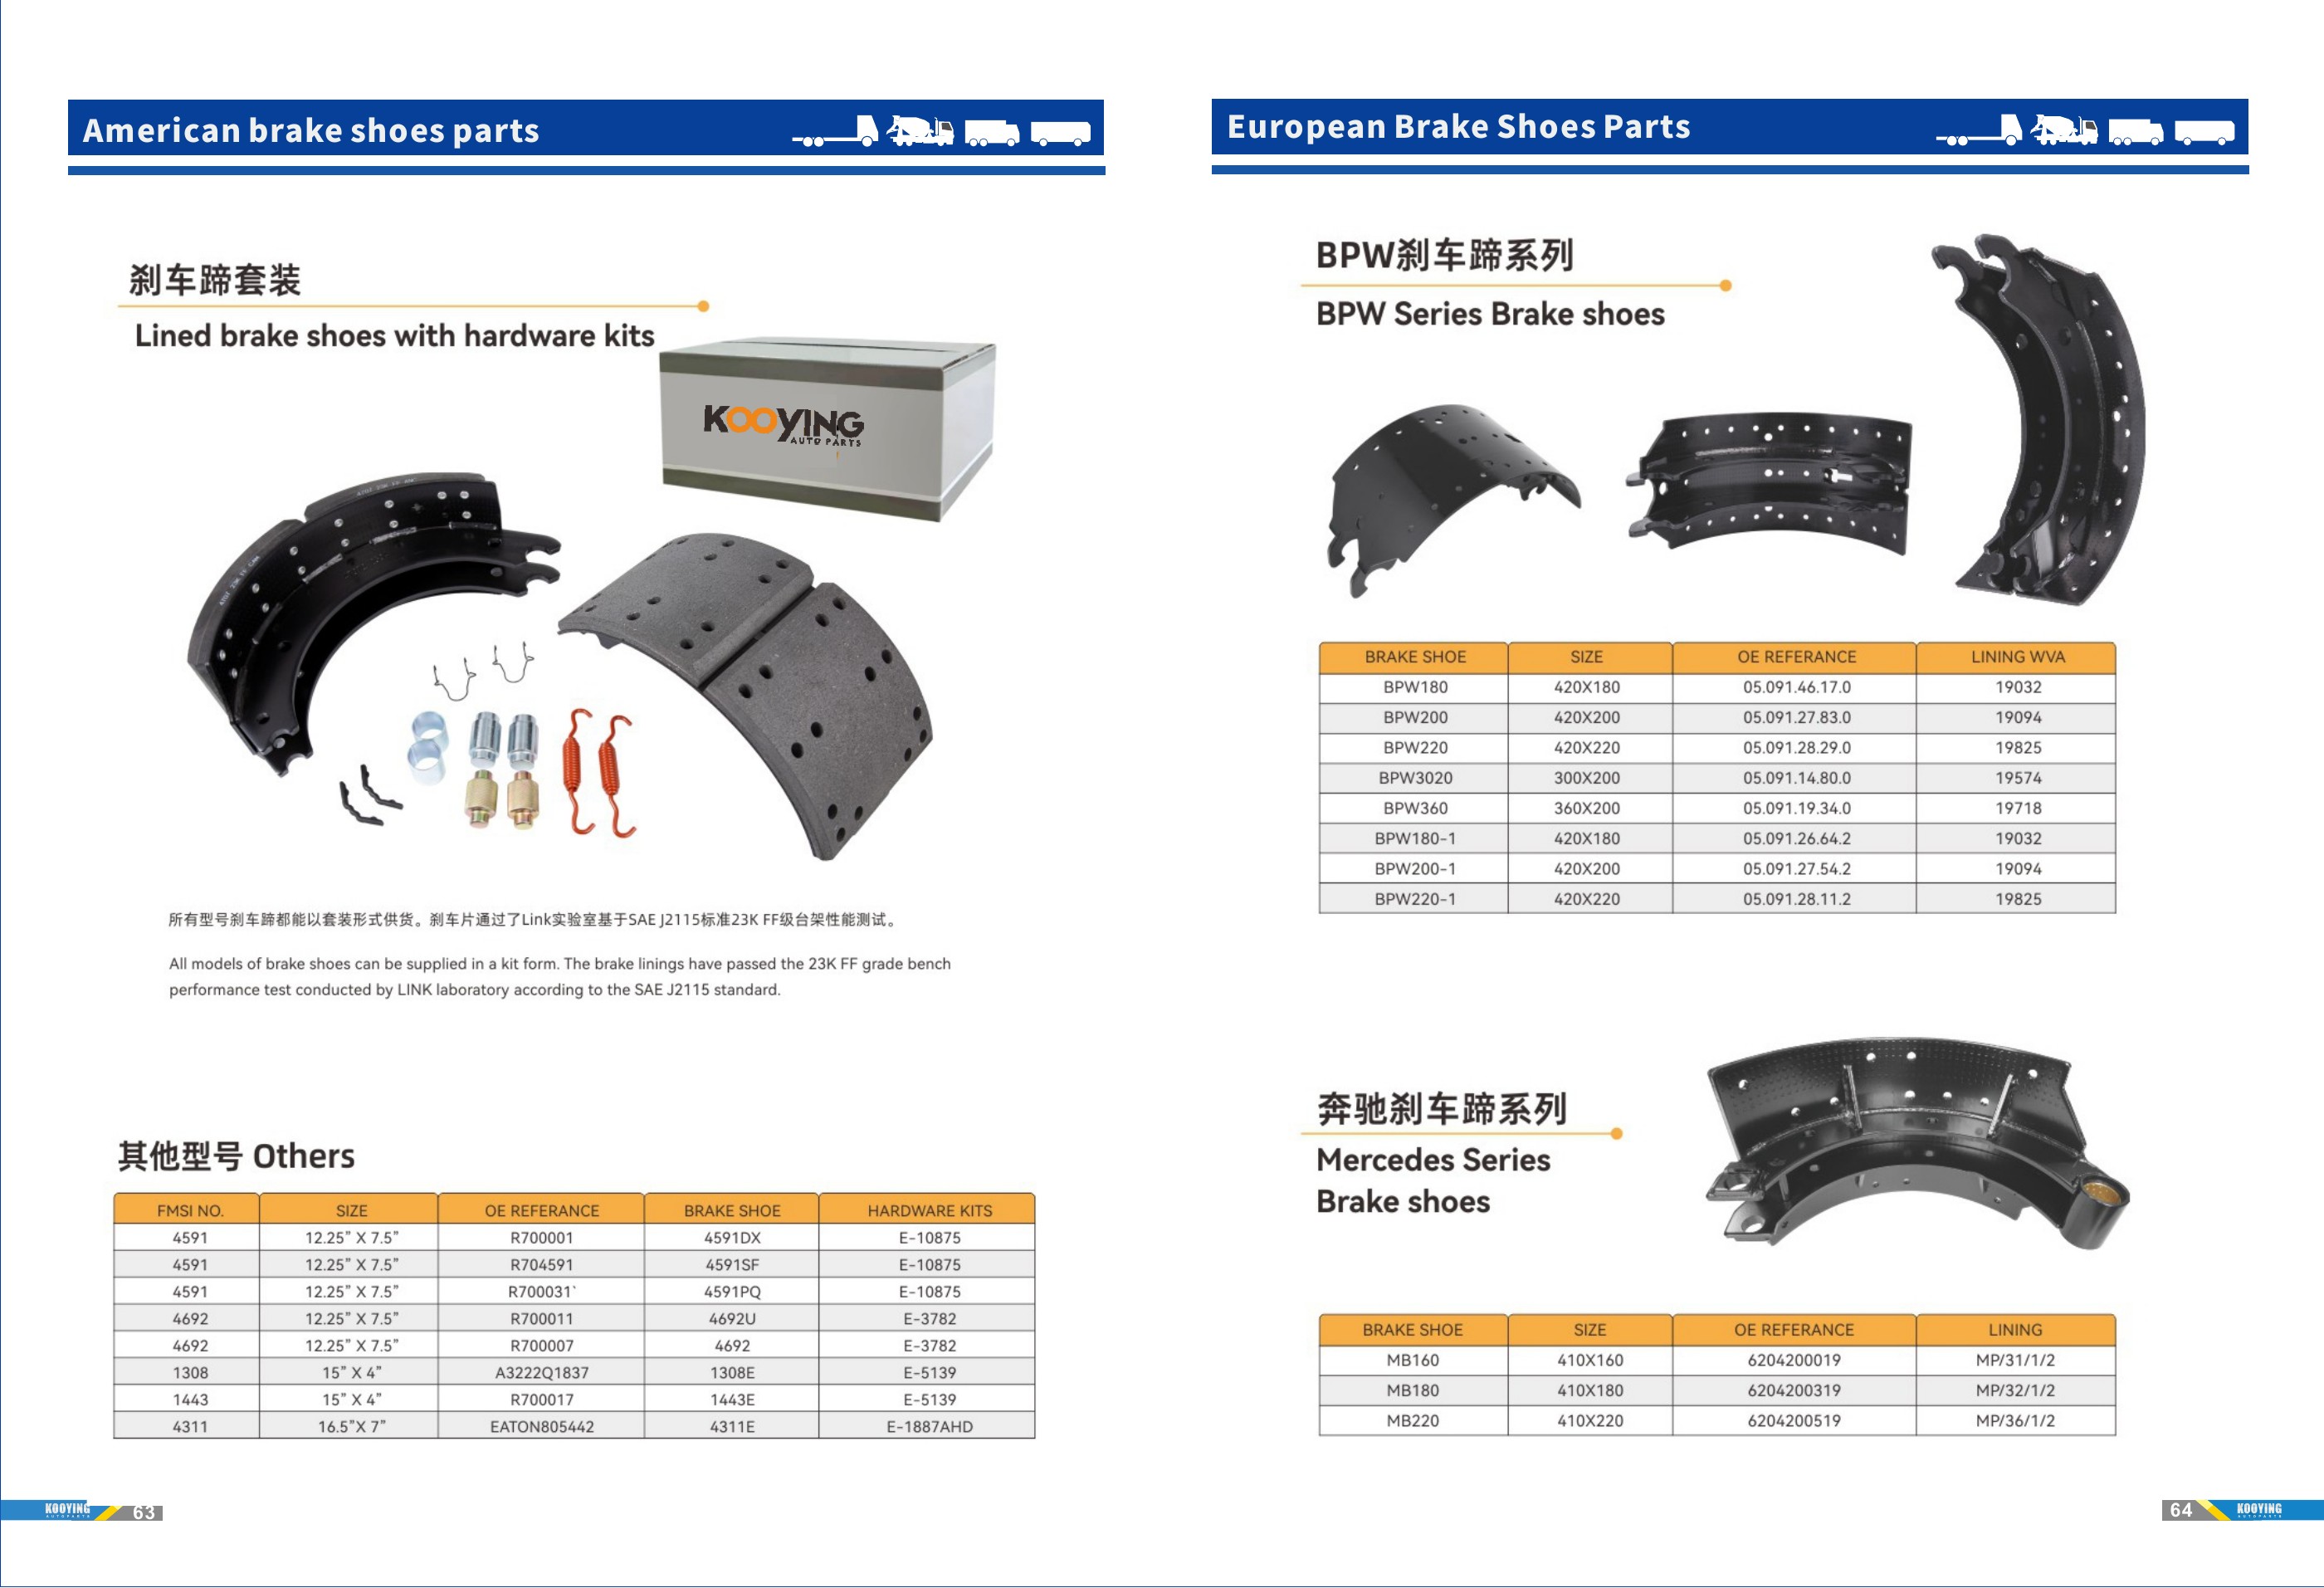 American brake shoes parts
刹车蹄套装
Lined brake shoes with hardware kits
KOOYING
AUTO PARTS
所有型号刹车蹄都能以套装形式供货。刹车片通过了Link实验室基于SAE J2115标准23K FF级台架性能测试。
All models of brake shoes can be supplied in a kit form. The brake linings have passed the 23K FF grade bench
performance test conducted by LINK laboratory according to the SAE J2115 standard.
其他型号 Others
FMSI NO. SIZE OE REFERANCE BRAKE SHOE HARDWARE KITS
4591 12.25” X 7.5” R700001 4591DX E-10875
4591 12.25” X 7.5” R704591 4591SF E-10875
4591 12.25” X 7.5” R700031` 4591PQ E-10875
4692 12.25” X 7.5” R700011 4692U E-3782
4692 12.25” X 7.5” R700007 4692 E-3782
1308 15” X 4” A3222Q1837 1308E E-5139
1443 15” X 4” R700017 1443E E-5139
4311 16.5”X 7” EATON805442 4311E E-1887AHD
KOOYING
AUTOPARTS
63
European Brake Shoes Parts
BPW刹车蹄系列
BPW Series Brake shoes
BRAKE SHOE SIZE OE REFERANCE LINING WVA
BPW180 420X180 05.091.46.17.0 19032
BPW200 420X200 05.091.27.83.0 19094
BPW220 420X220 05.091.28.29.0 19825
BPW3020 300X200 05.091.14.80.0 19574
BPW360 360X200 05.091.19.34.0 19718
BPW180-1 420X180 05.091.26.64.2 19032
BPW200-1 420X200 05.091.27.54.2 19094
BPW220-1 420X220 05.091.28.11.2 19825
奔驰刹车蹄系列
Mercedes Series
Brake shoes
BRAKE SHOE SIZE OE REFERANCE LINING
MB160 410X160 6204200019 MP/31/1/2
MB180 410X180 6204200319 MP/32/1/2
MB220 410X220 6204200519 MP/36/1/2
64
KOOYING
AUTOPARTS